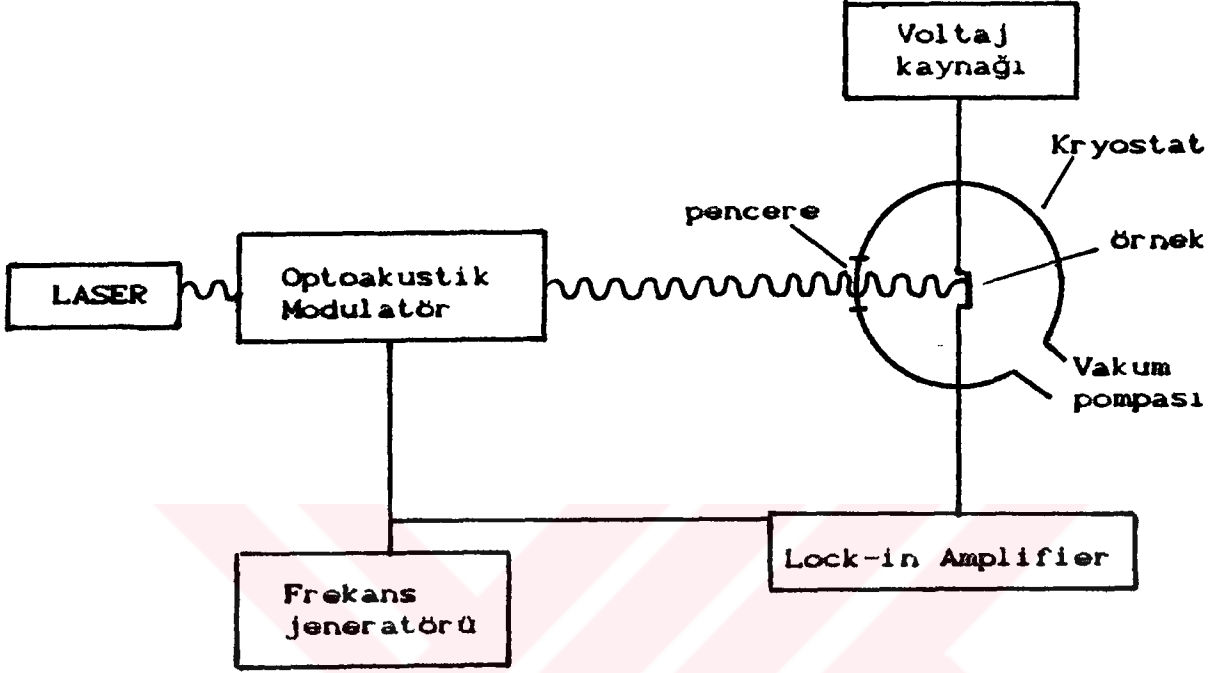 Voltaj
kaynağı
Kryostat
pencere
örnek
LASER
Optoakustik
Modulatör
Vakum
pompası
Lock-in Amplifier
Frekans
jeneratörü